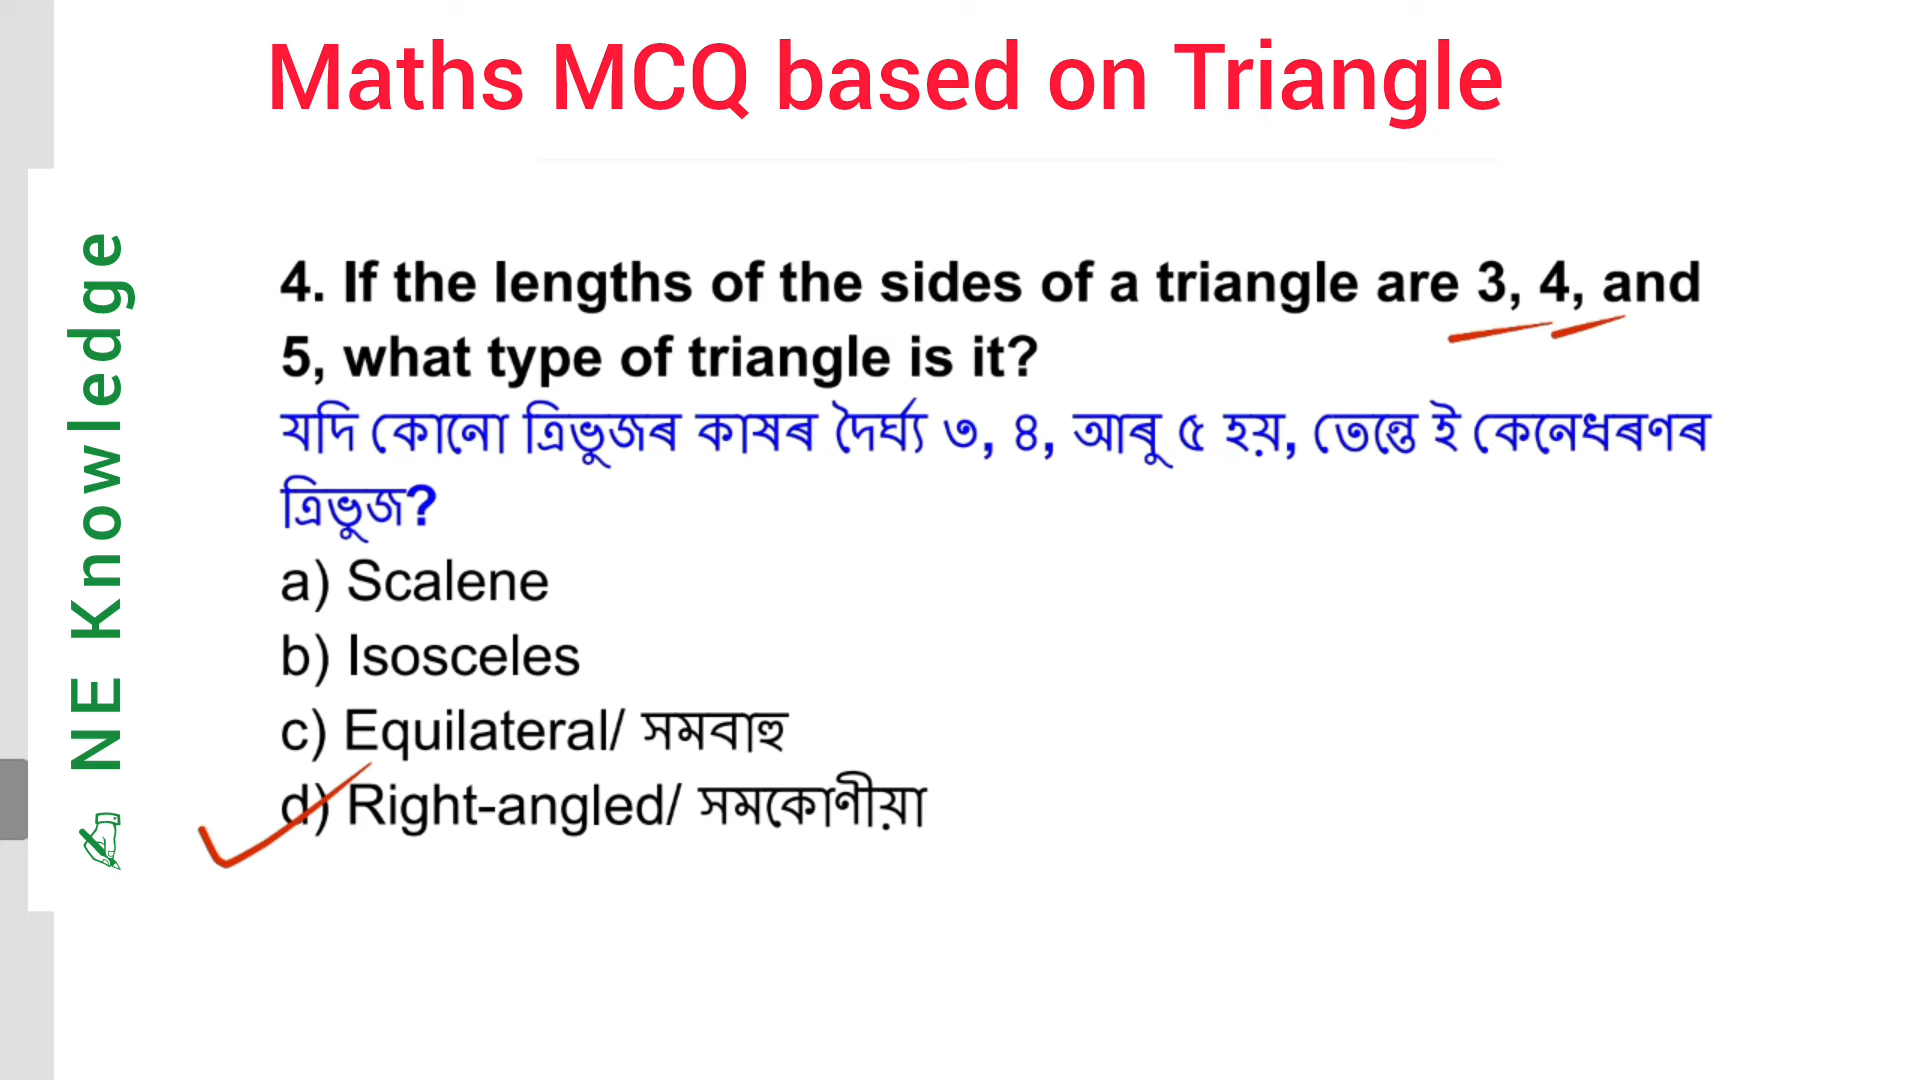 Maths MCQ based on Triangle
NE Knowledge
4. If the lengths of the sides of a triangle are 3, 4, and
5, what type of triangle is it?
যদি কোনো ত্রিভুজৰ কাষৰ দৈৰ্ঘ্য ৩, ৪, আৰু ৫ হয়, তেন্তে ই কেনেধৰণৰ
ত্রিভুজ?
a) Scalene
b) Isosceles
c) Equilateral/ সমবাহু
d) Right-angled/ সমকোণীয়া